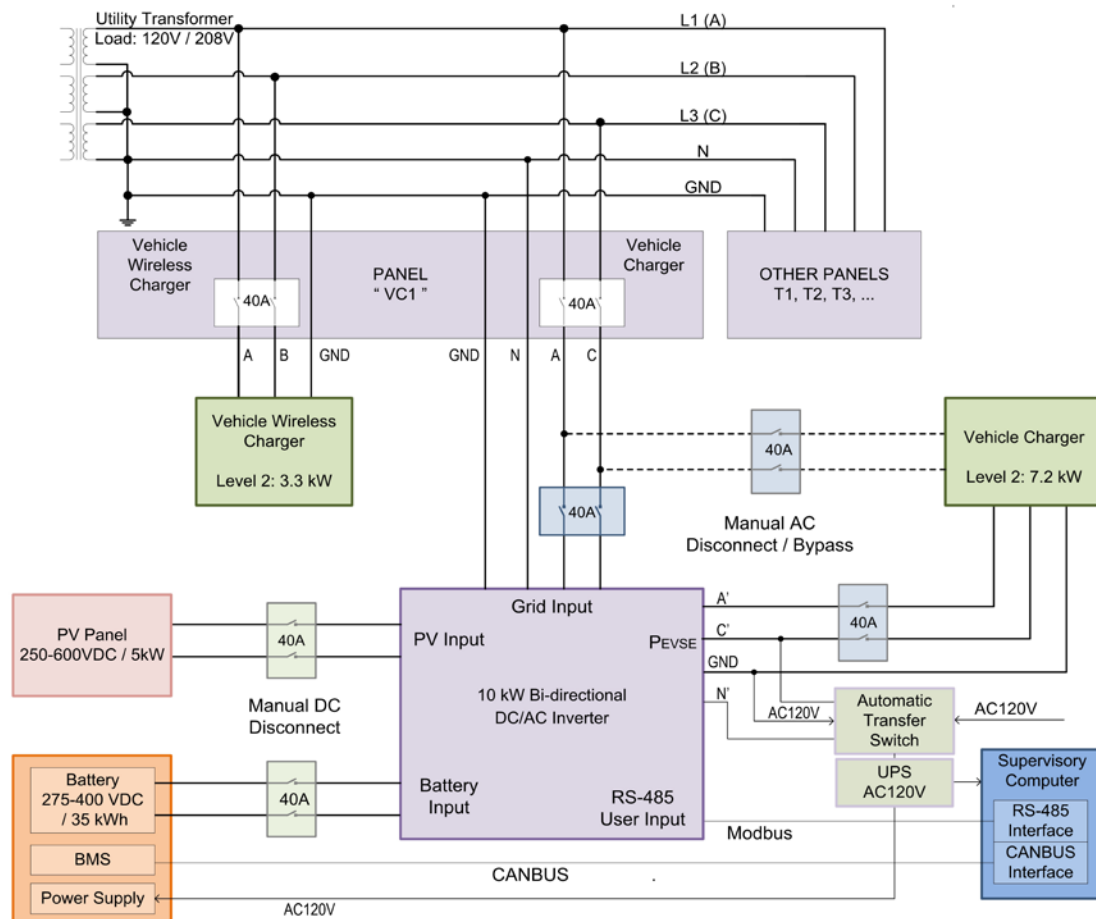 Utility Transformer
Load: 120V / 208V
L1 (A)
L2 (B)
L3 (C)
N
GND
Vehicle
Wireless
Charger
PANEL
“ VC1 ”
Vehicle
Charger
OTHER PANELS
T1, T2, T3, ...
40A
40A
A
B
GND
GND
N
A
C
Vehicle Wireless
Charger
Level 2: 3.3 kW
40A
Vehicle Charger
Level 2: 7.2 kW
40A
Manual AC
Disconnect / Bypass
PV Panel
250-600VDC / 5kW
40A
Manual DC
Disconnect
Grid Input
PV Input
PEVSE
10 kW Bi-directional
DC/AC Inverter
Battery
Input
RS-485
User Input
A'
C'
GND
N'
40A
AC120V
Automatic
Transfer
Switch
AC120V
UPS
AC120V
Supervisory
Computer
RS-485
Interface
CANBUS
Interface
Modbus
Battery
275-400 VDC
/ 35 kWh
BMS
Power Supply
40A
CANBUS
AC120V